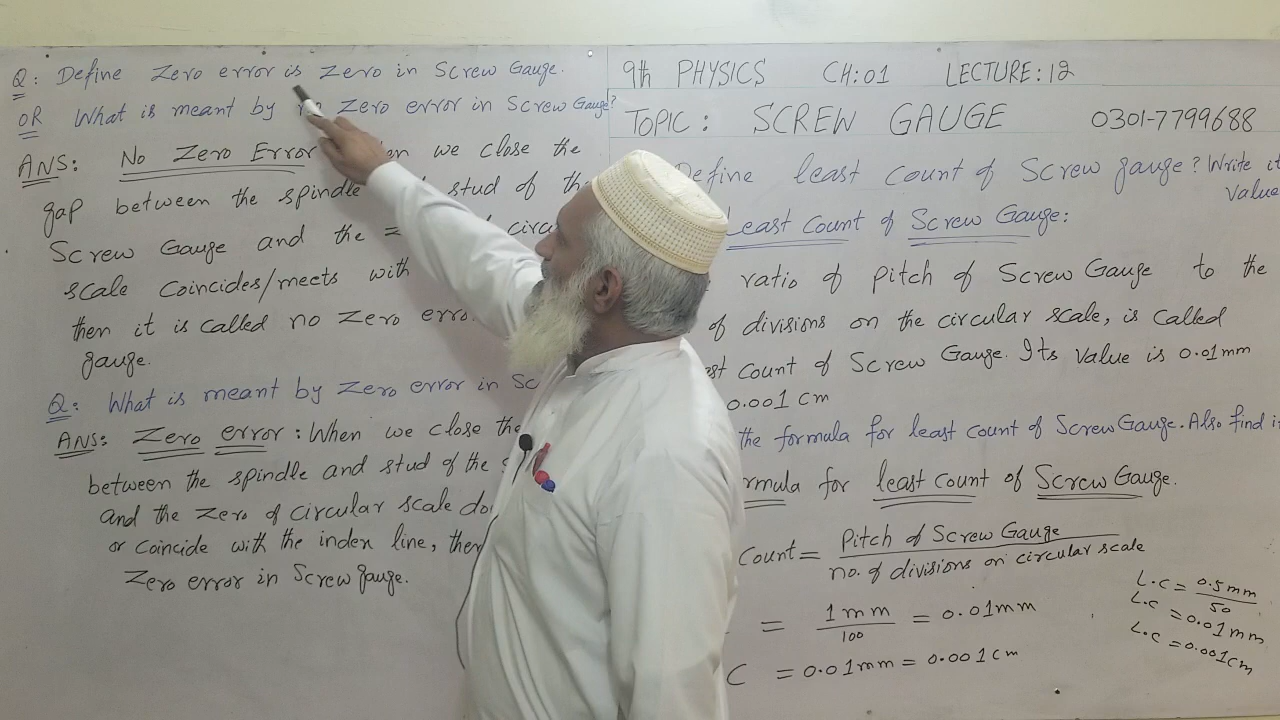 Q: Define Zero error is Zero in Screw Gauge.
OR What is meant by no Zero error in Screw Gauge?
ANS: No Zero Error we close the
gap between the spindle stud of the
Screw Gauge and the
scale coincides/meets with
then it is called no Zero
gauge.
Q: What is meant by Zero error in
ANS: Zero error: When we close the
between the spindle and stud of the
and the Zero of circular scale
or coincide with the index line,
Zero error in Screw gauge.
9th PHYSICS CH:01 LECTURE:12
TOPIC: SCREW GAUGE 0301-7799688
Define least count of Screw gauge? Write it
Value
Least Count of Screw Gauge:
ratio of pitch of Screw Gauge to the
of divisions on the circular scale, is called
count of Screw Gauge. Its value is 0.01mm
0.001 cm
the formula for least count of Screw Gauge. Also find it
for least count of Screw Gauge.
Count = Pitch of Screw Gauge
no. of divisions on circular scale
= 1mm/100 = 0.01mm
C = 0.01mm = 0.001cm
L.C = 0.5mm/50
L.C = 0.01mm
L.C = 0.001cm